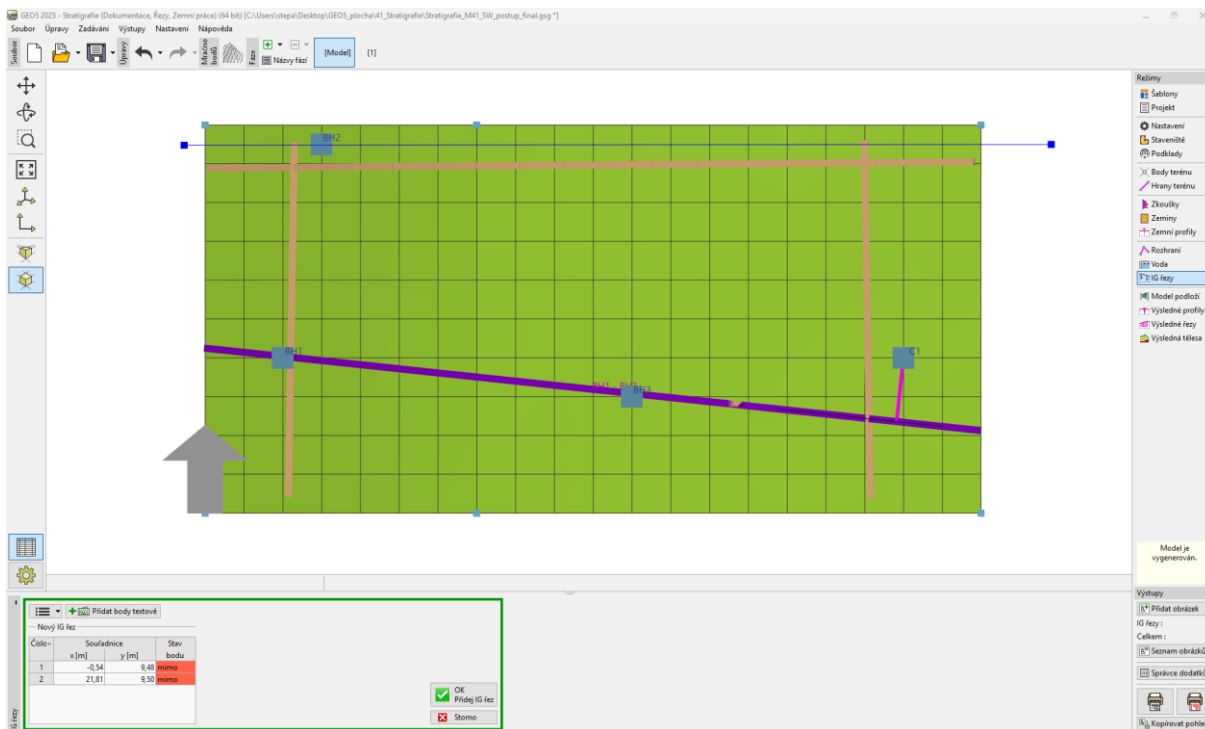 GEO5 2025 - Stratigrafie (Dokumentace, Řezy, Zemní práce) (64 bit) [C:\Users\stepa\Desktop\GEO5_plocha\41_Stratigrafie\Stratigrafie_M41_SW_postup_final.gsg *]
Soubor Úpravy Zadávání Výstupy Nastavení Nápověda
Soubor
Úpravy
Mračno bodů
Fáze
Názvy fází
[Model]
[1]
BH2
BH1
BH3
C1
Režimy
Šablony
Projekt
Nastavení
Staveniště
Podklady
Body terénu
Hrany terénu
Zkoušky
Zeminy
Zemní profily
Rozhraní
Voda
IG řezy
Model podloží
Výsledné profily
Výsledné řezy
Výsledná tělesa
Model je
vygenerován.
Výstupy
Přidat obrázek
IG řezy :
Celkem :
Seznam obrázků
Správce dodatků
Kopírovat pohled
IG řezy
Přidat body textově
Nový IG řez
Číslo Souřadnice Stav
x [m] y [m] bodu
1 -0,54 9,48 mimo
2 21,81 9,50 mimo
OK
Přidej IG řez
Storno